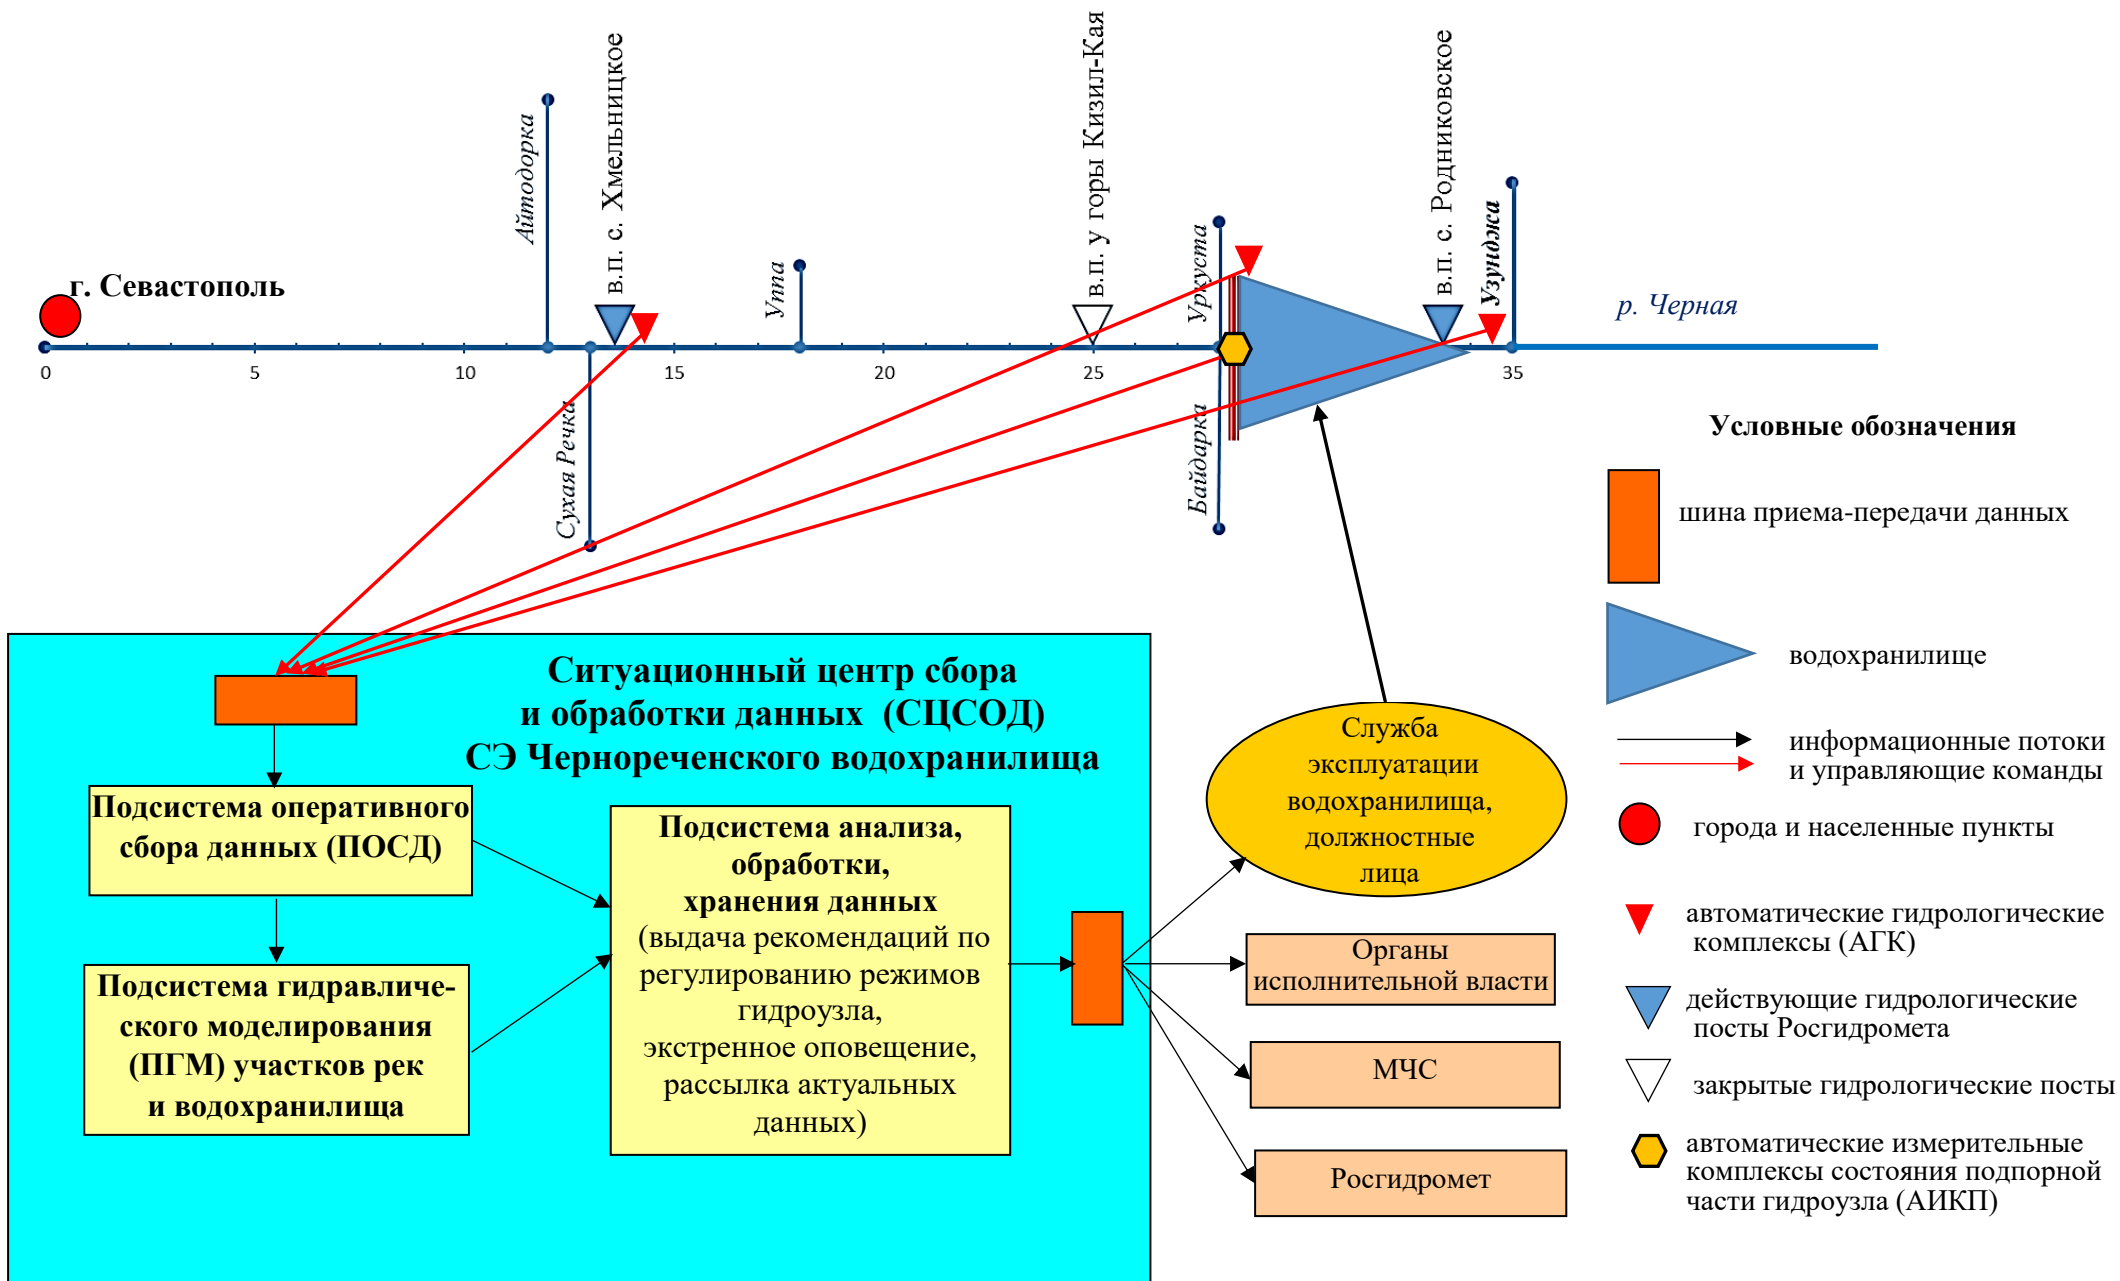 г. Севастополь
Айтодорка
в.п. с. Хмельницкое
Уппа
в.п. у горы Кизил-Кая
Уркуста
в.п. с. Родниковское
Узунджа
р. Черная
0
5
10
15
20
25
35
Сухая Речка
Байдарка
Условные обозначения
шина приема-передачи данных
водохранилище
информационные потоки
и управляющие команды
города и населенные пункты
автоматические гидрологические
комплексы (АГК)
действующие гидрологические
посты Росгидромета
закрытые гидрологические посты
автоматические измерительные
комплексы состояния подпорной
части гидроузла (АИКП)
Ситуационный центр сбора
и обработки данных (СЦСОД)
СЭ Чернореченского водохранилища
Подсистема оперативного
сбора данных (ПОСД)
Подсистема гидравличе-
ского моделирования
(ПГМ) участков рек
и водохранилища
Подсистема анализа,
обработки,
хранения данных
(выдача рекомендаций по
регулированию режимов
гидроузла,
экстренное оповещение,
рассылка актуальных
данных)
Служба
эксплуатации
водохранилища,
должностные
лица
Органы
исполнительной власти
МЧС
Росгидромет